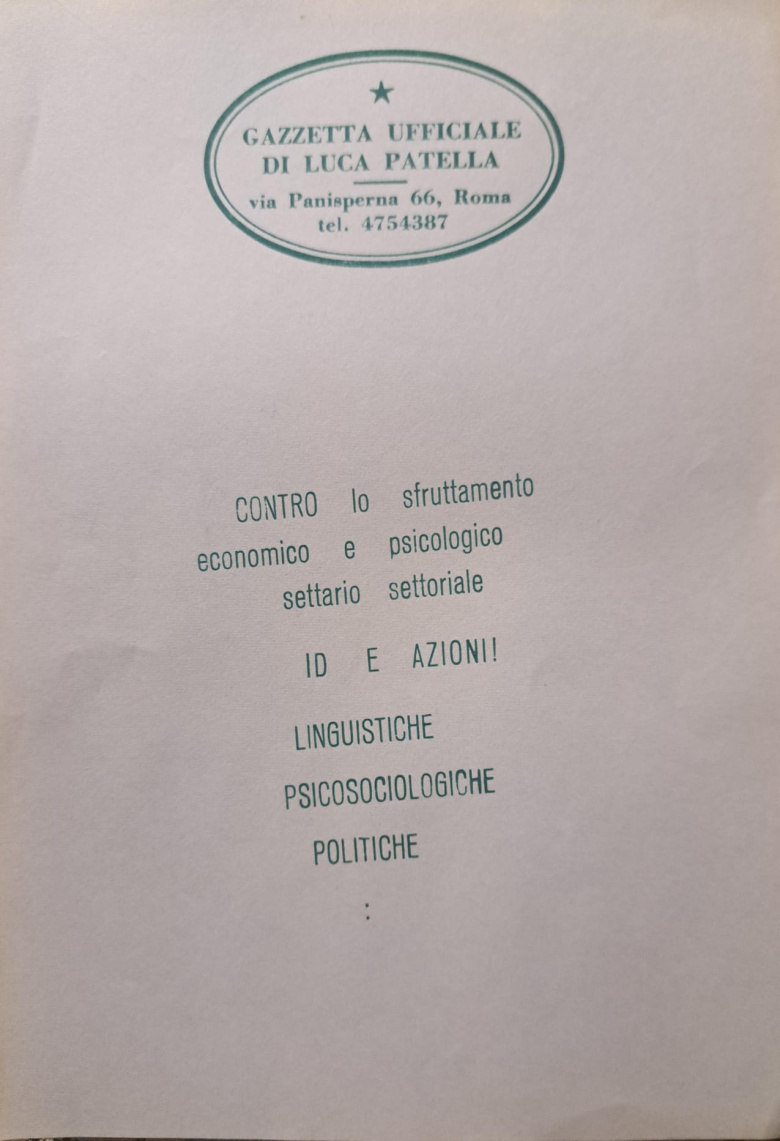 GAZZETTA UFFICIALE
DI LUCA PATELLA
via Panisperna 66, Roma
tel. 4754387
CONTRO lo sfruttamento
economico e psicologico
settario settoriale
ID E AZIONI!
LINGUISTICHE
PSICOSOCIOLOGICHE
POLITICHE
: